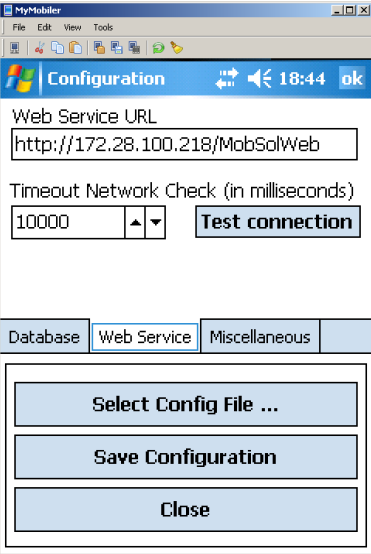 MyMobiler
File Edit View Tools
Configuration 18:44 ok
Web Service URL
http://172.28.100.218/MobSolWeb
Timeout Network Check (in milliseconds)
10000 Test connection
Database Web Service Miscellaneous
Select Config File ...
Save Configuration
Close